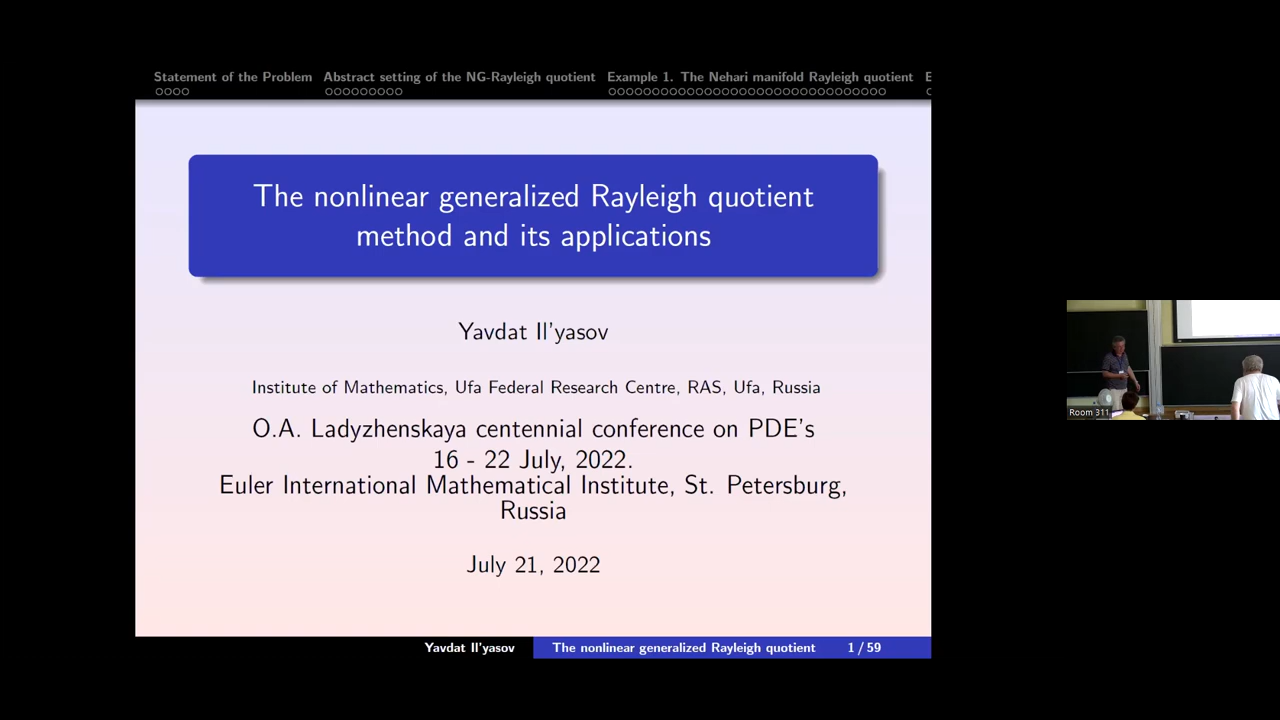 Statement of the Problem Abstract setting of the NG-Rayleigh quotient Example 1. The Nehari manifold Rayleigh quotient E
The nonlinear generalized Rayleigh quotient
method and its applications
Yavdat Il'yasov
Institute of Mathematics, Ufa Federal Research Centre, RAS, Ufa, Russia
O.A. Ladyzhenskaya centennial conference on PDE's
16 - 22 July, 2022.
Euler International Mathematical Institute, St. Petersburg,
Russia
July 21, 2022
Yavdat Il'yasov The nonlinear generalized Rayleigh quotient 1 / 59
Room 311